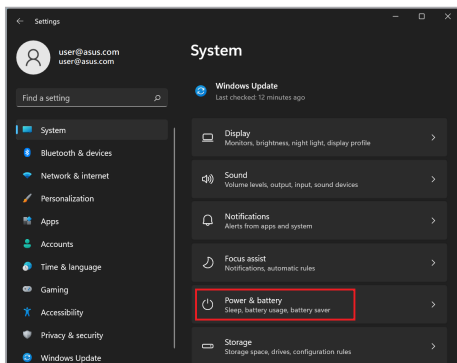 Settings
user@asus.com
user@asus.com
Find a setting
System
Bluetooth & devices
Network & internet
Personalization
Apps
Accounts
Time & language
Gaming
Accessibility
Privacy & security
Windows Update
System
Windows Update
Last checked: 12 minutes ago
Display
Monitors, brightness, night light, display profile
Sound
Volume levels, output, input, sound devices
Notifications
Alerts from apps and system
Focus assist
Notifications, automatic rules
Power & battery
Sleep, battery usage, battery saver
Storage
Storage space, drives, configuration rules